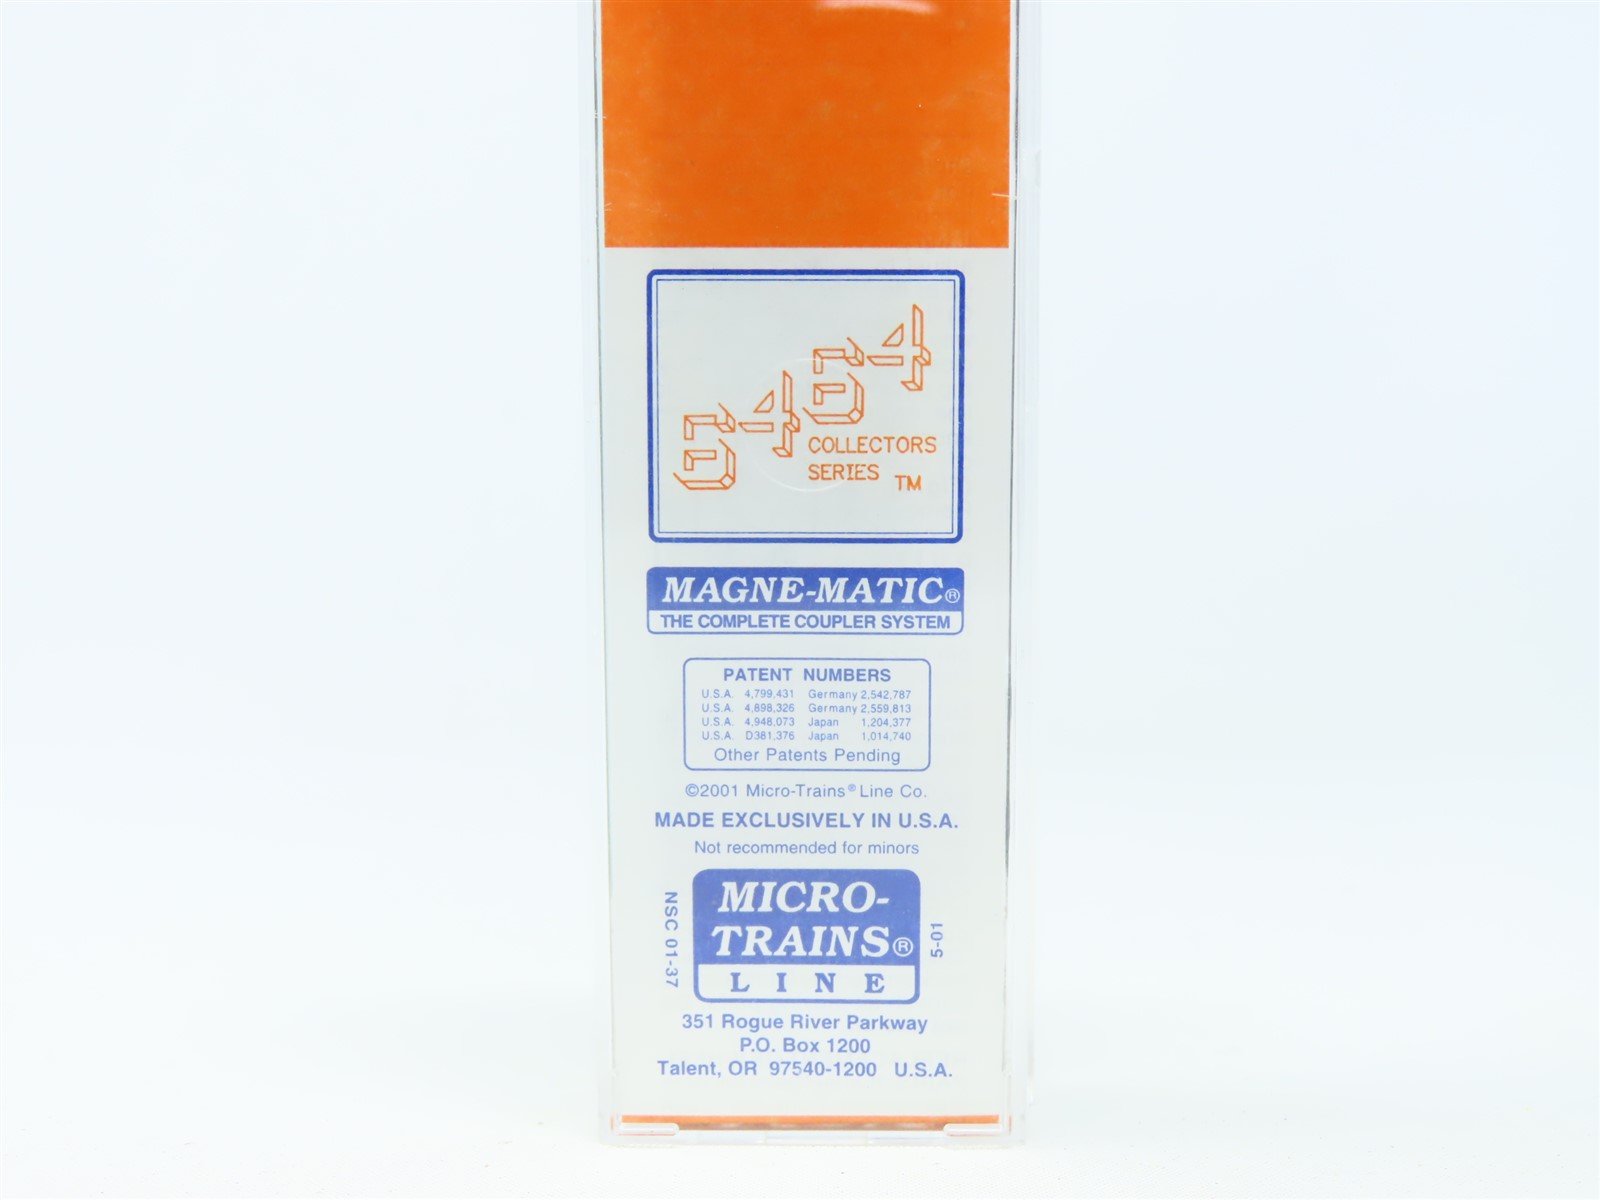 6464
COLLECTORS
SERIES TM
MAGNE-MATIC®
THE COMPLETE COUPLER SYSTEM
PATENT NUMBERS
U.S.A. 4,799,431 Germany 2,542,787
U.S.A. 4,898,326 Germany 2,559,813
U.S.A. 4,948,073 Japan 1,204,377
U.S.A. D381,376 Japan 1,014,740
Other Patents Pending
©2001 Micro-Trains® Line Co.
MADE EXCLUSIVELY IN U.S.A.
Not recommended for minors
NSC 01-37
MICRO-
TRAINS®
LINE
5-01
351 Rogue River Parkway
P.O. Box 1200
Talent, OR 97540-1200 U.S.A.